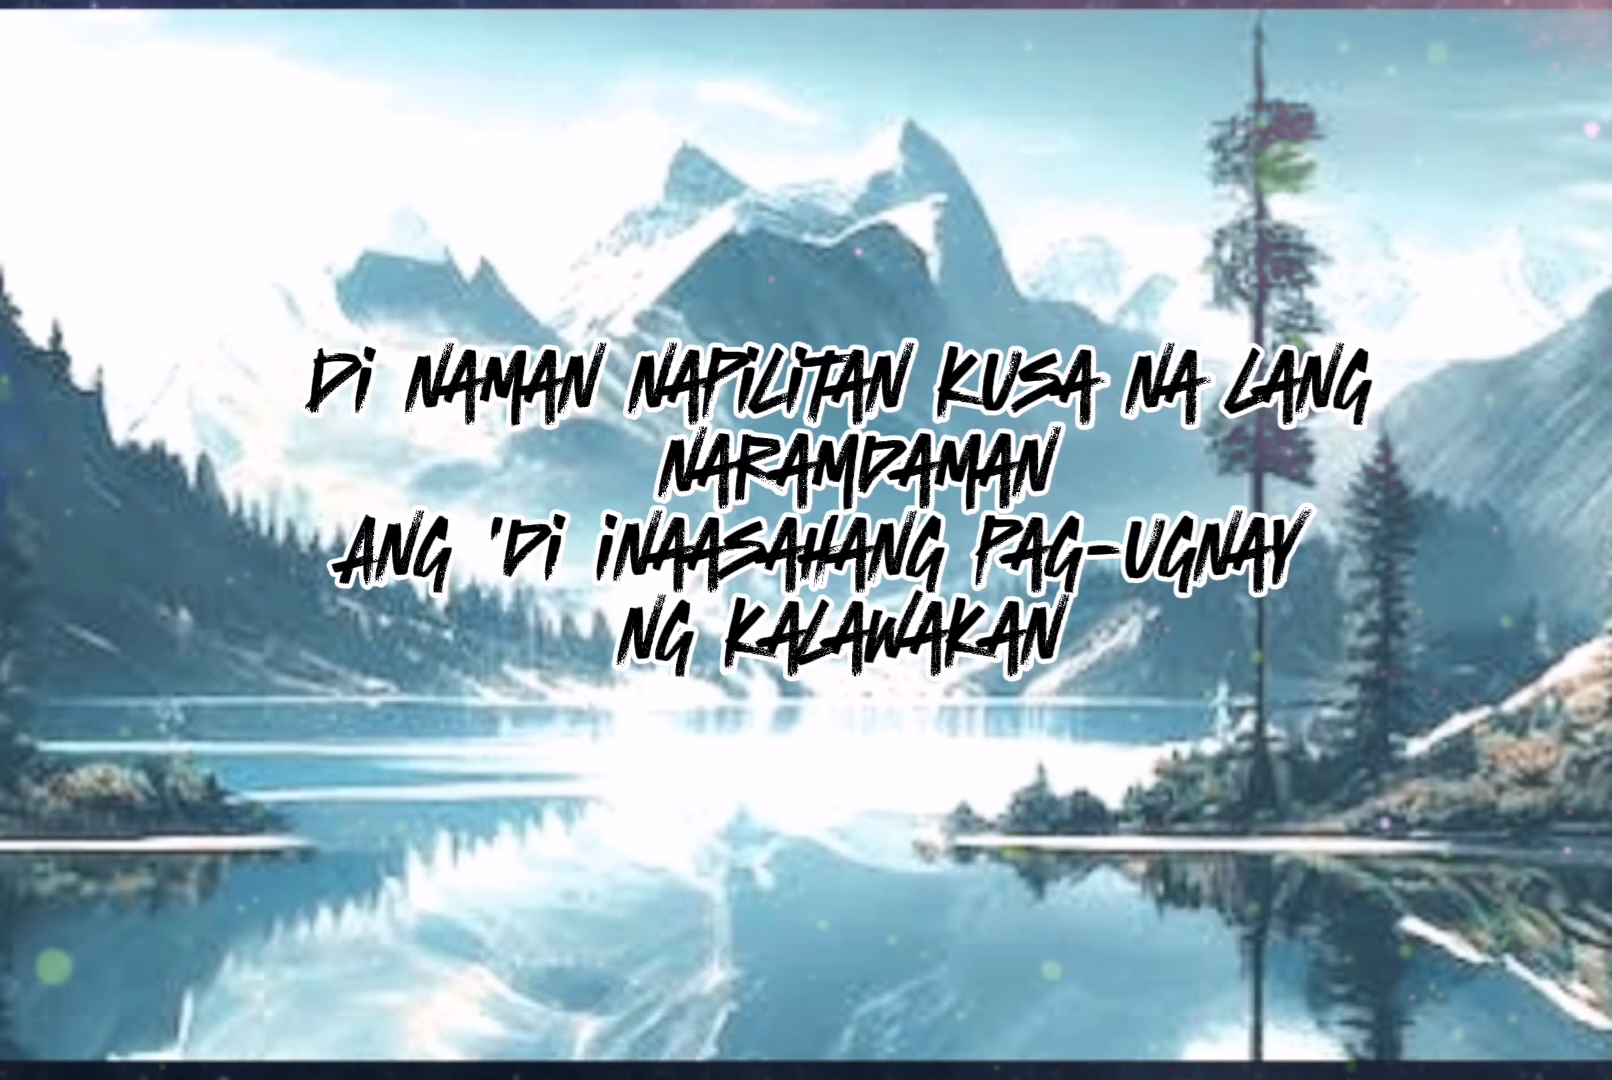 Di NAMAN NAPiLiTAN KUSA NA LANG
NARAMDAMAN
ANG 'Di iNAASAHANG PAG-UGNAY
NG KALAWAKAN